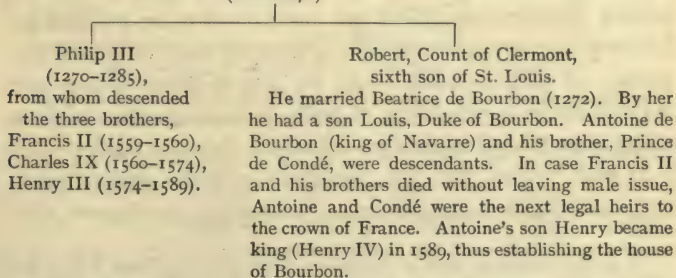 Philip III
(1270–1285),
from whom descended
the three brothers,
Francis II (1559–1560),
Charles IX (1560–1574),
Henry III (1574–1589).
Robert, Count of Clermont,
sixth son of St. Louis.
He married Beatrice de Bourbon (1272). By her
he had a son Louis, Duke of Bourbon. Antoine de
Bourbon (king of Navarre) and his brother, Prince
de Condé, were descendants. In case Francis II
and his brothers died without leaving male issue,
Antoine and Condé were the next legal heirs to
the crown of France. Antoine's son Henry became
king (Henry IV) in 1589, thus establishing the house
of Bourbon.